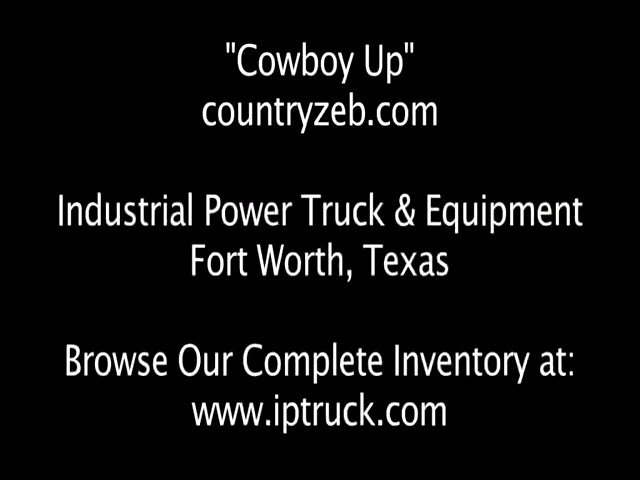 "Cowboy Up"
countryzeb.com
Industrial Power Truck & Equipment
Fort Worth, Texas
Browse Our Complete Inventory at:
www.iptruck.com